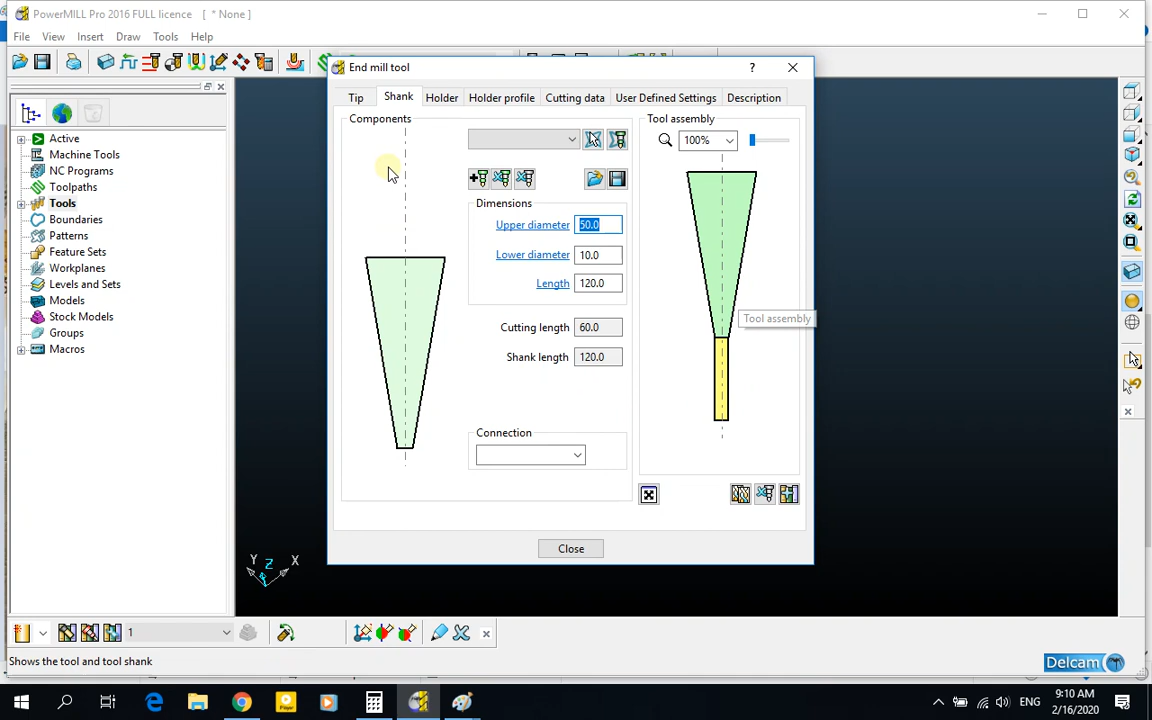 PowerMILL Pro 2016 FULL licence [ * None ]
File View Insert Draw Tools Help
End mill tool
?
Tip Shank Holder Holder profile Cutting data User Defined Settings Description
Components
Tool assembly
100%
Active
Machine Tools
NC Programs
Toolpaths
Tools
Boundaries
Patterns
Feature Sets
Workplanes
Levels and Sets
Models
Stock Models
Groups
Macros
Dimensions
Upper diameter 50.0
Lower diameter 10.0
Length 120.0
Cutting length 60.0
Shank length 120.0
Connection
Tool assembly
Close
Y Z X
1
Shows the tool and tool shank
Delcam
ENG
9:10 AM
2/16/2020